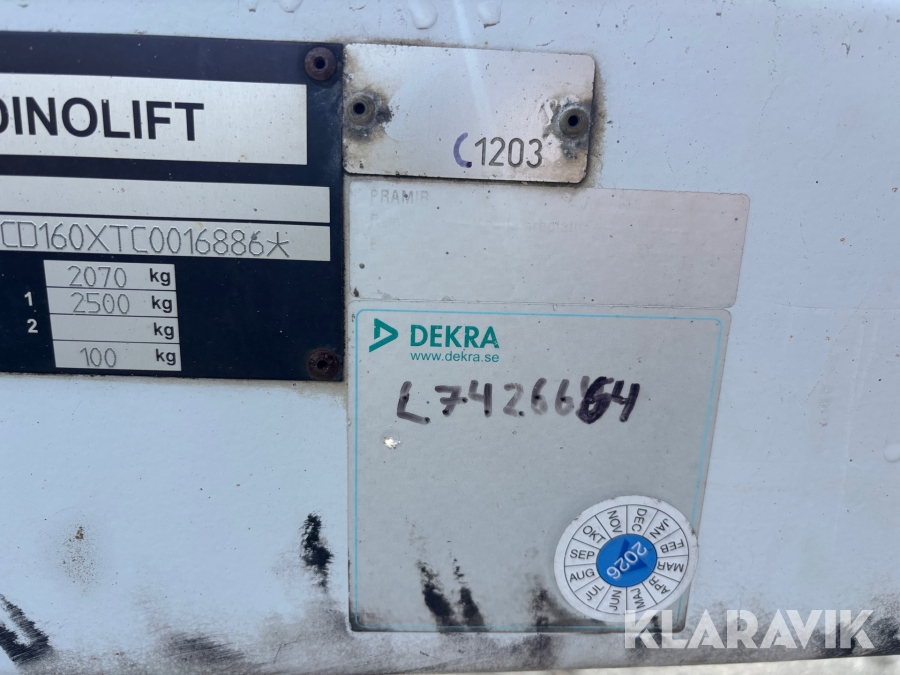 DINOLIFT
C1203
CD160XTC0016886*
PRAMIR
2070 kg
1 2500 kg
2 kg
100 kg
DEKRA
www.dekra.se
JAN
FEB
MAR
APR
MAJ
JUN
JUL
AUG
SEP
OKT
NOV
DEC
2026
KLARAVIK